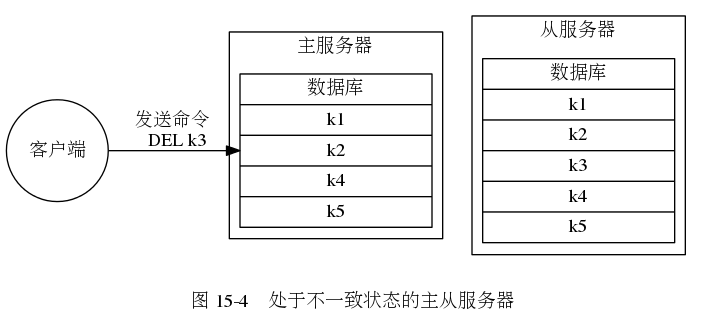 客户端
发送命令
DEL k3
主服务器
数据库
k1
k2
k4
k5
从服务器
数据库
k1
k2
k3
k4
k5
图 15-4 处于不一致状态的主从服务器